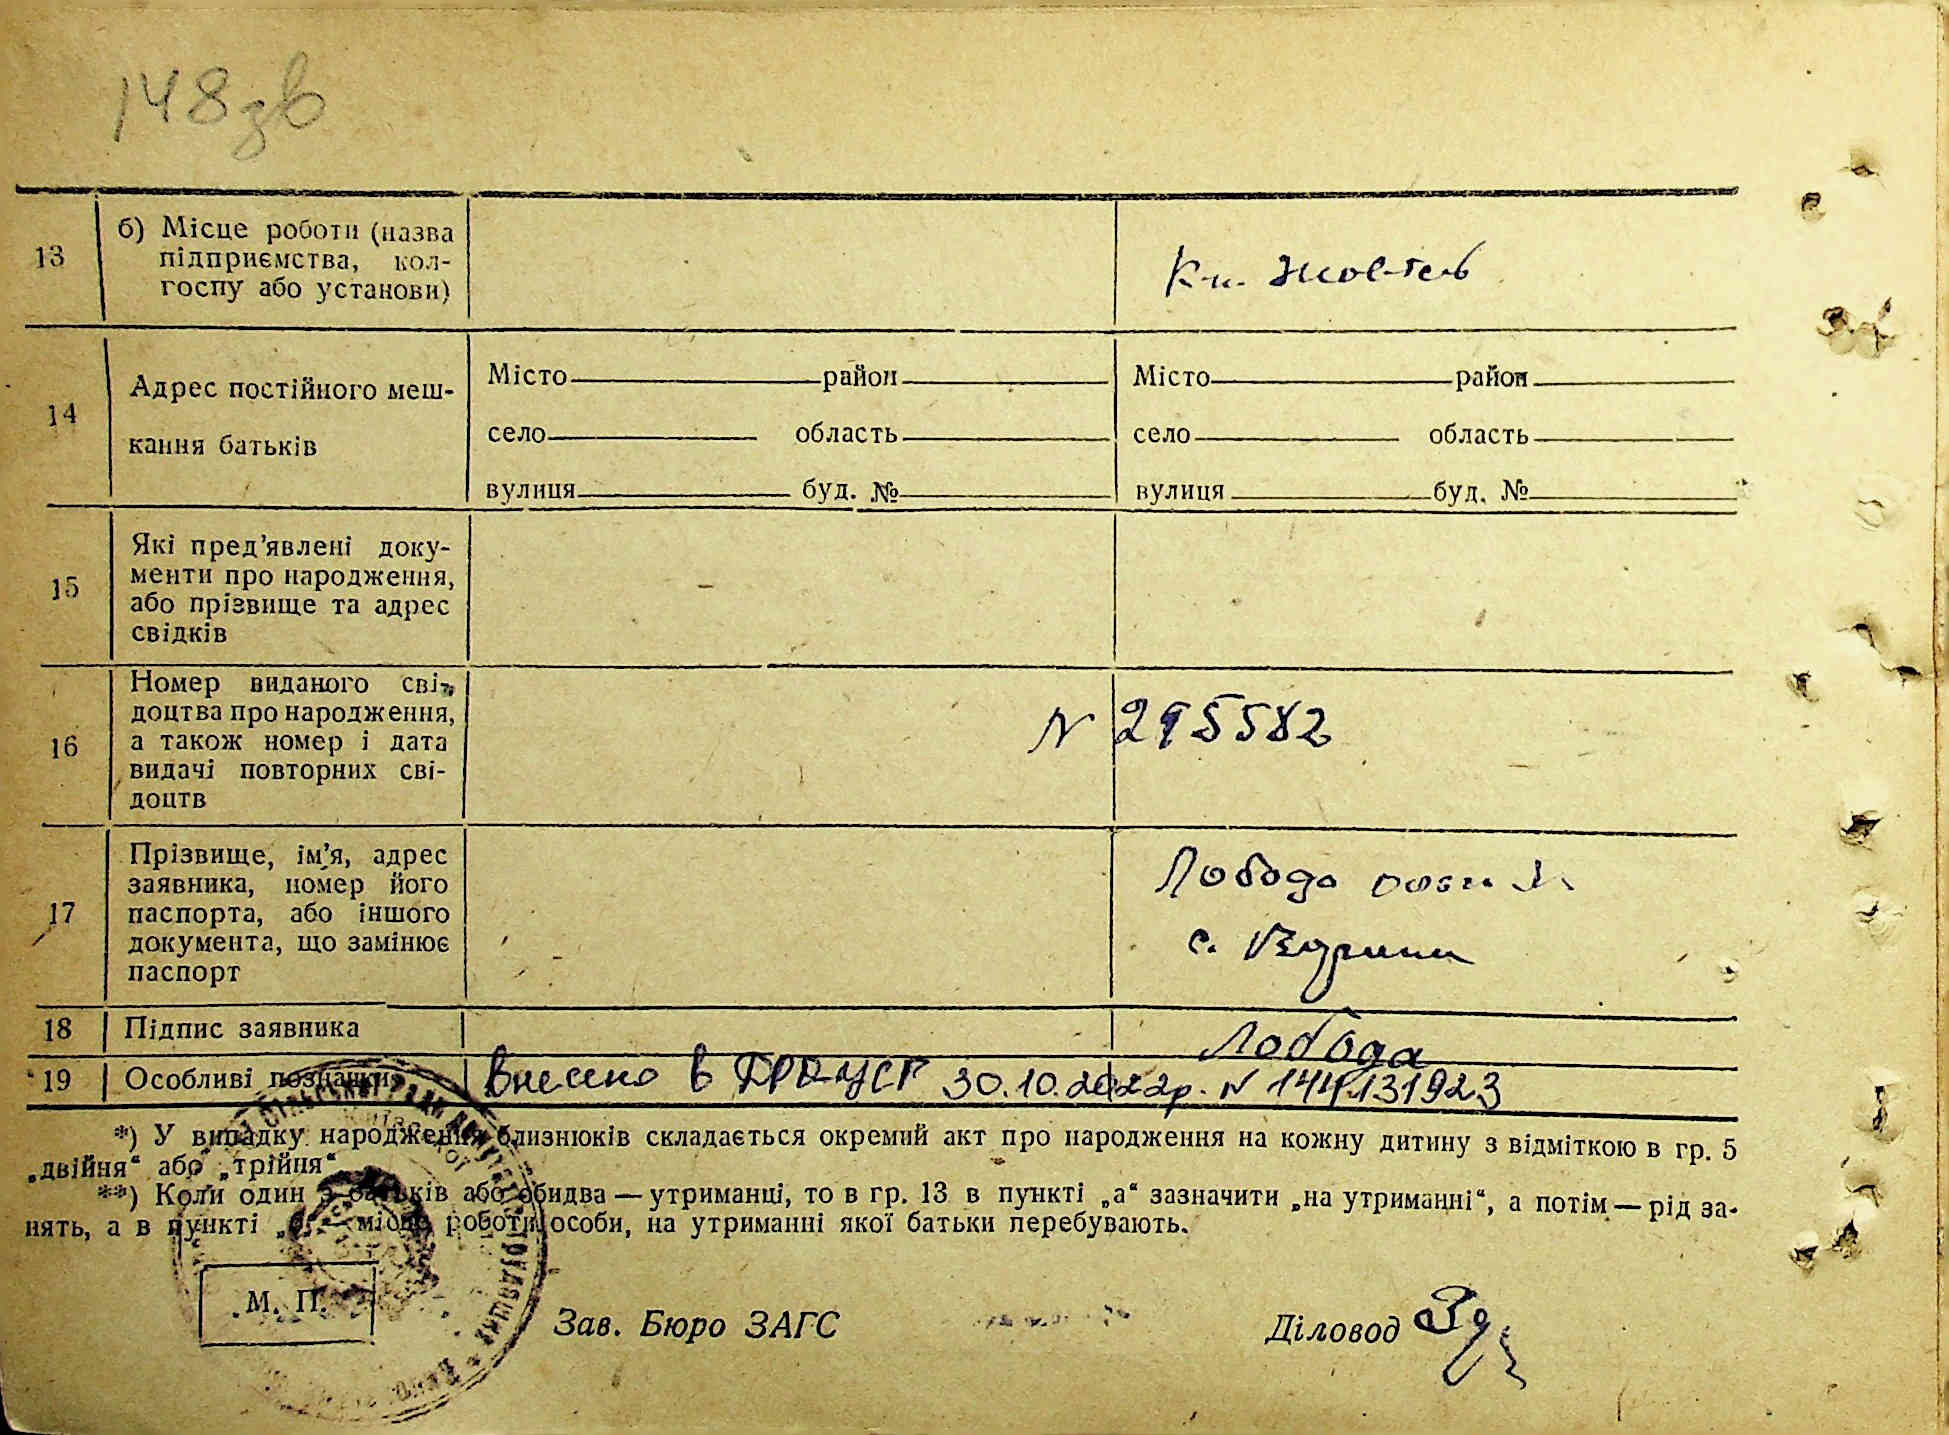 148зв
13
б) Місце роботи (назва
підприємства, кол-
госпу або установи)
К-п. Жовтень
14
Адрес постійного меш-
кання батьків
Місто район
село область
вулиця буд. №
Місто район
село область
вулиця буд. №
15
Які пред’явлені доку-
менти про народження,
або прізвище та адрес
свідків
16
Номер виданого сві-
доцтва про народження,
а також номер і дата
видачі повторних сві-
доцтв
N 295582
17
Прізвище, ім’я, адрес
заявника, номер його
паспорта, або іншого
документа, що замінює
паспорт
Лобода
с.
18
Підпис заявника
Лобода
19
Особливі позначки
Внесено в ДРАЦСГ 30.10.2022р. N 144131923
*) У випадку народження близнюків складається окремий акт про народження на кожну дитину з відміткою в гр. 5
„двійня“ або „трійня“
**) Коли один з батьків або обидва — утриманці, то в гр. 13 в пункті „а“ зазначити „на утриманні“, а потім — рід за-
нять, а в пункті „б“ — місце роботи особи, на утриманні якої батьки перебувають.
М. П.
Зав. Бюро ЗАГС
Діловод